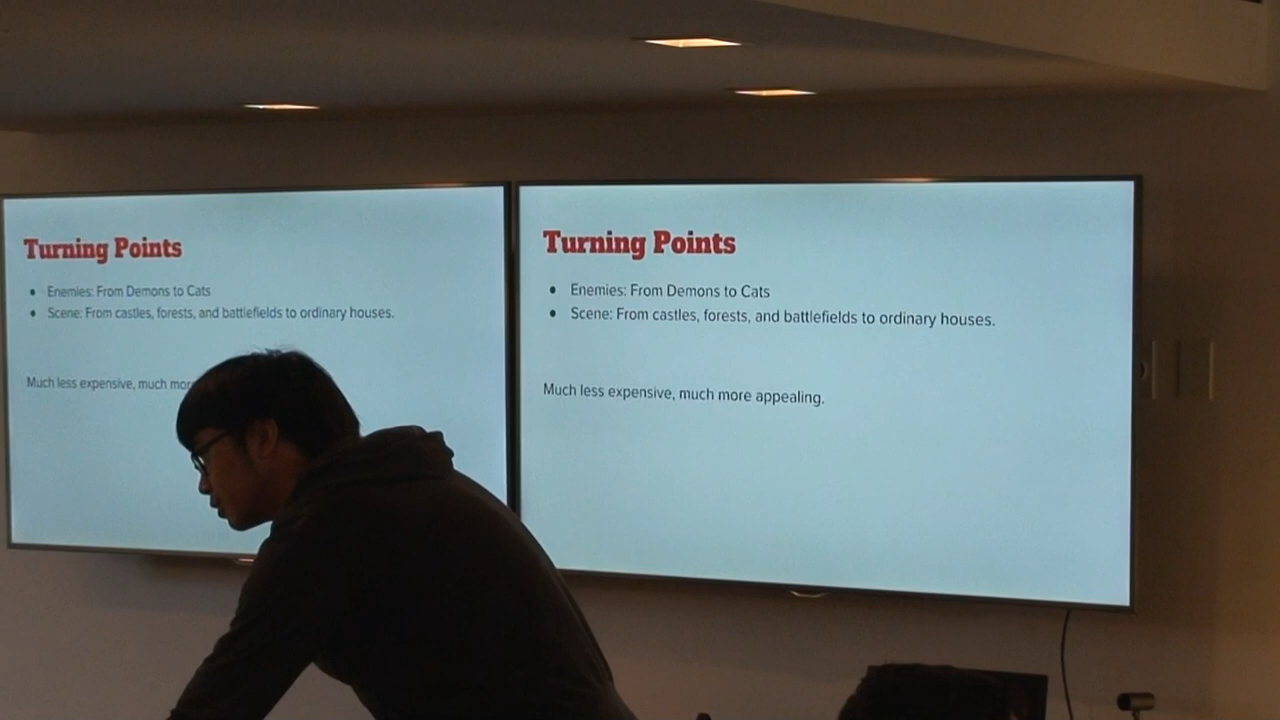 Turning Points
• Enemies: From Demons to Cats
• Scene: From castles, forests, and battlefields to ordinary houses.
Much less expensive, much mor
Turning Points
• Enemies: From Demons to Cats
• Scene: From castles, forests, and battlefields to ordinary houses.
Much less expensive, much more appealing.